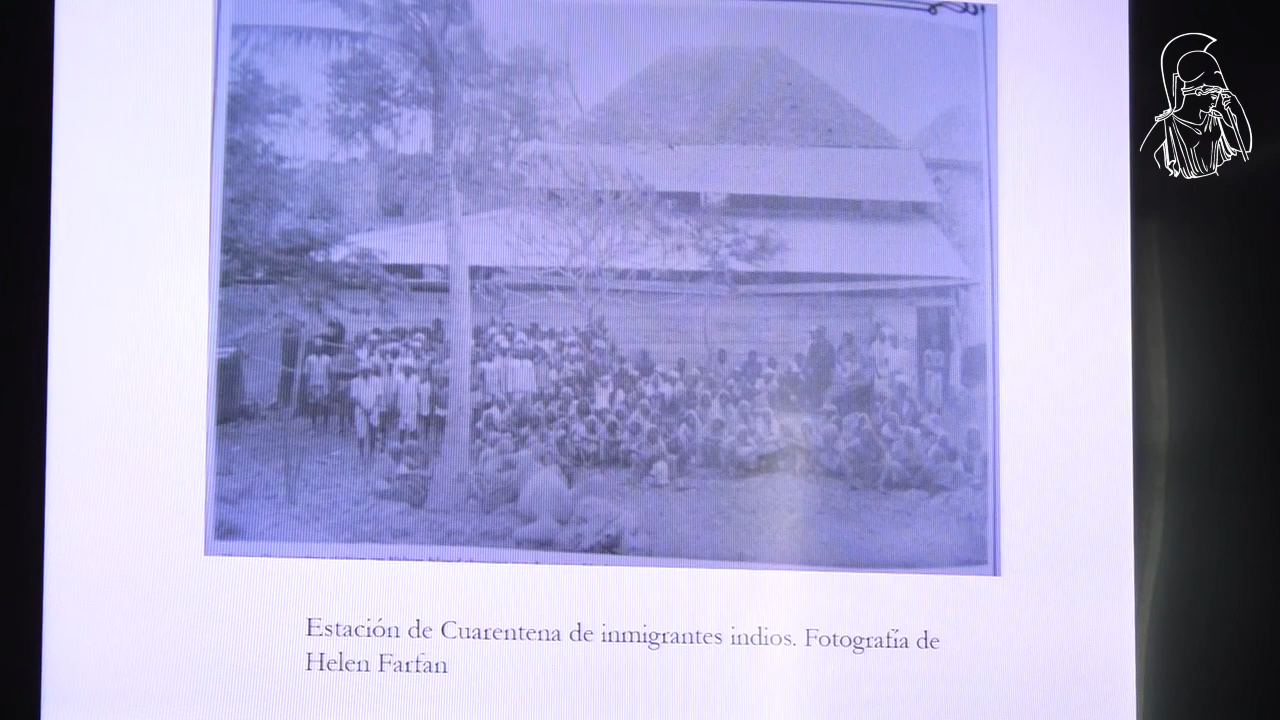 Estación de Cuarentena de inmigrantes indios. Fotografía de
Helen Farfan